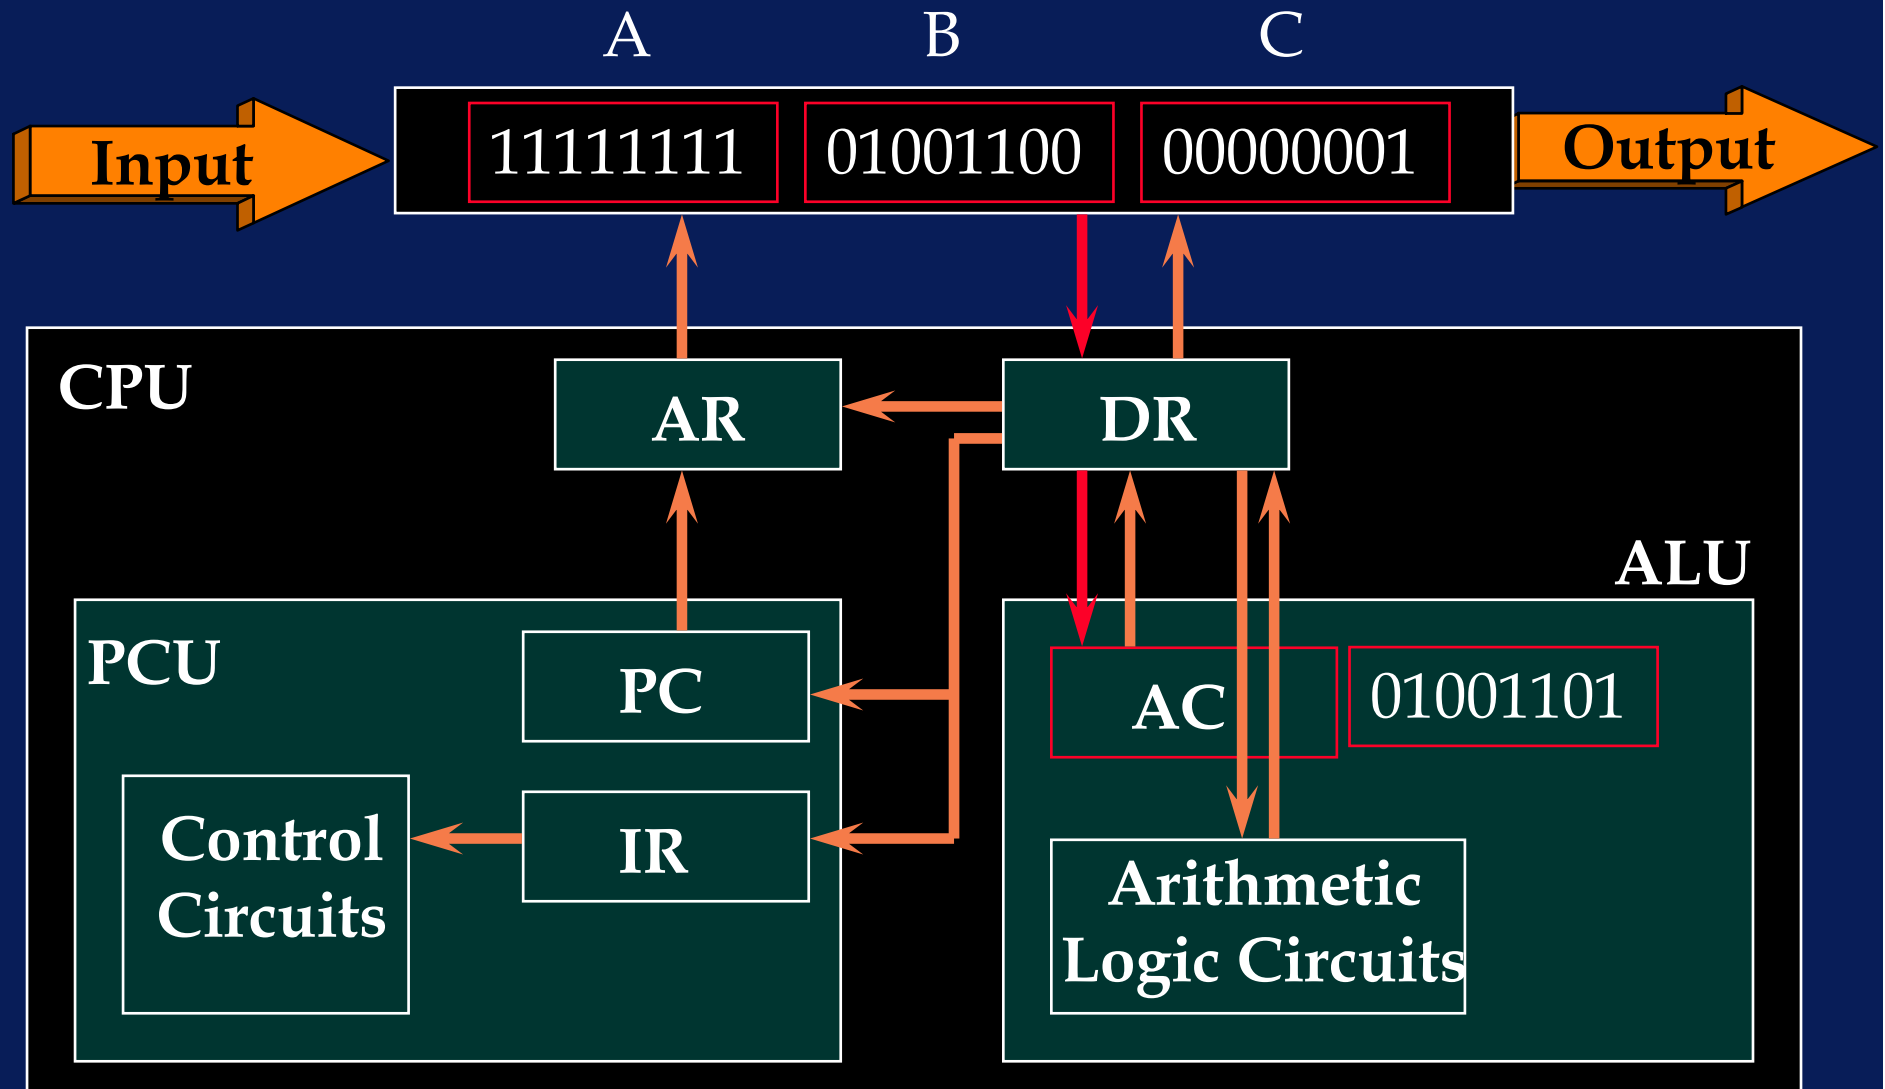 A B C
Input 11111111 01001100 00000001 Output
CPU
AR DR
ALU
PCU
PC AC 01001101
Control
Circuits
IR
Arithmetic
Logic Circuits